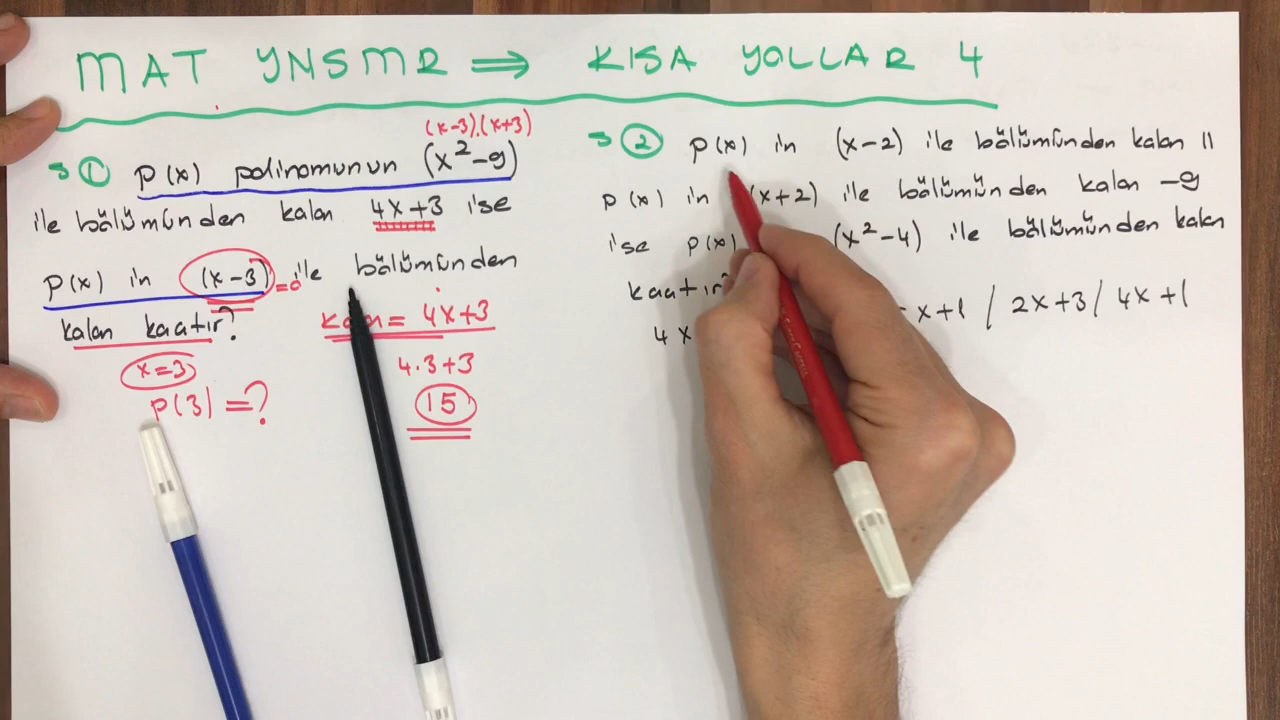 MAT YNSMR ⇒ KISA YOLLAR 4
(x-3).(x+3)
S ① P(x) polinomunun (x²-9)
ile bölümünden kalan 4x+3 ise
P(x) in (x-3) =0 ile bölümünden
kalan kaçtır? kalan = 4x+3
x=3 4.3+3
P(3) =? 15
S ② P(x) in (x-2) ile bölümünden kalan 11
P(x) in (x+2) ile bölümünden kalan -9
ise P(x) (x²-4) ile bölümünden kalan
kaçtır?
4x x+1 / 2x+3 / 4x+1